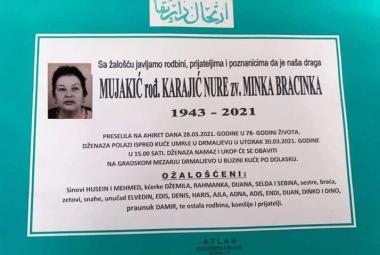 Sa žalošću javljamo rodbini, prijateljima i poznanicima da je naša draga
MUJAKIĆ rođ. KARAJIĆ NURE zv. MINKA BRACINKA
1943 - 2021
PRESELILA NA AHIRET DANA 28.03.2021. GODINE U 78- GODINI ŽIVOTA.
DŽENAZA POLAZI ISPRED KUĆE UMRLE U DRMALJEVU U UTORAK 30.03.2021. GODINE
U 15.00 SATI. DŽENAZA NAMAZ I UKOP ĆE SE OBAVITI
NA GRADSKOM MEZARJU DRMALJEVO U BUZINI KUĆE PO DOLASKU.
OŽALOŠĆENI:
Sinovi HUSEIN I MEHMED, kćerke DŽEMILA, RAHMANKA, DIJANA, SELDA I SEBINA, sestre, braća,
zetovi, snahe, unučad ELVEDIN, EDIS, DENIS, HARIS, AJLA, ADNA, ADIS, ENDI, DIJAN, DINKO I DINO,
praunuk DAMIR, te ostala rodbina, komšije i prijatelji.
ATLAS